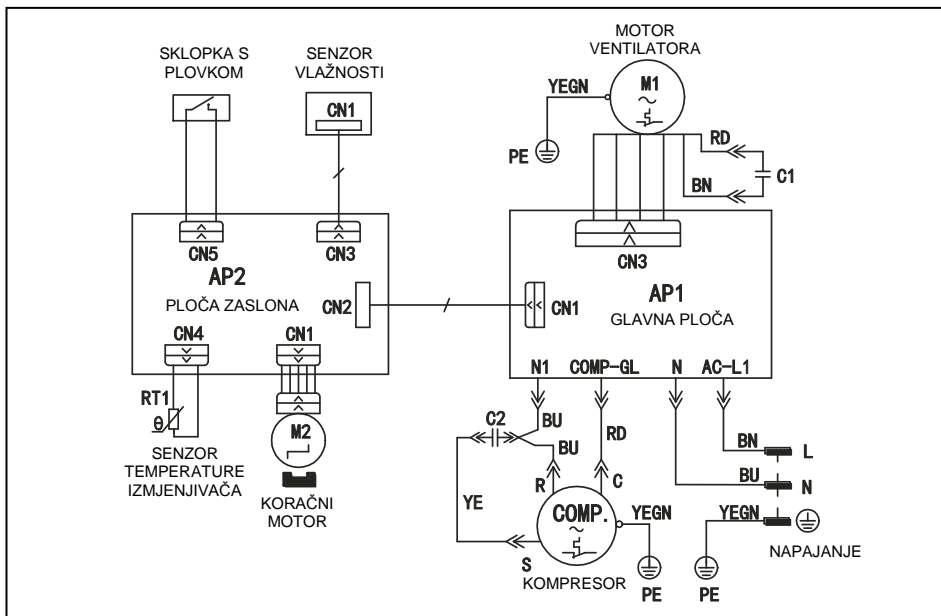 SKLOPKA S
PLOVKOM
SENZOR
VLAŽNOSTI
CN1
MOTOR
VENTILATORA
YEGN
M1
PE
RD
BN
C1
CN5
CN3
CN3
AP2
PLOČA ZASLONA
CN2
CN1
AP1
GLAVNA PLOČA
CN4
CN1
N1
COMP-GL
N
AC-L1
RT1
θ
M2
C2
BU
BU
RD
BN
L
BU
N
SENZOR
TEMPERATURE
IZMJENJIVAČA
KORAČNI
MOTOR
YE
R
C
COMP.
YEGN
YEGN
S
KOMPRESOR
PE
PE
NAPAJANJE